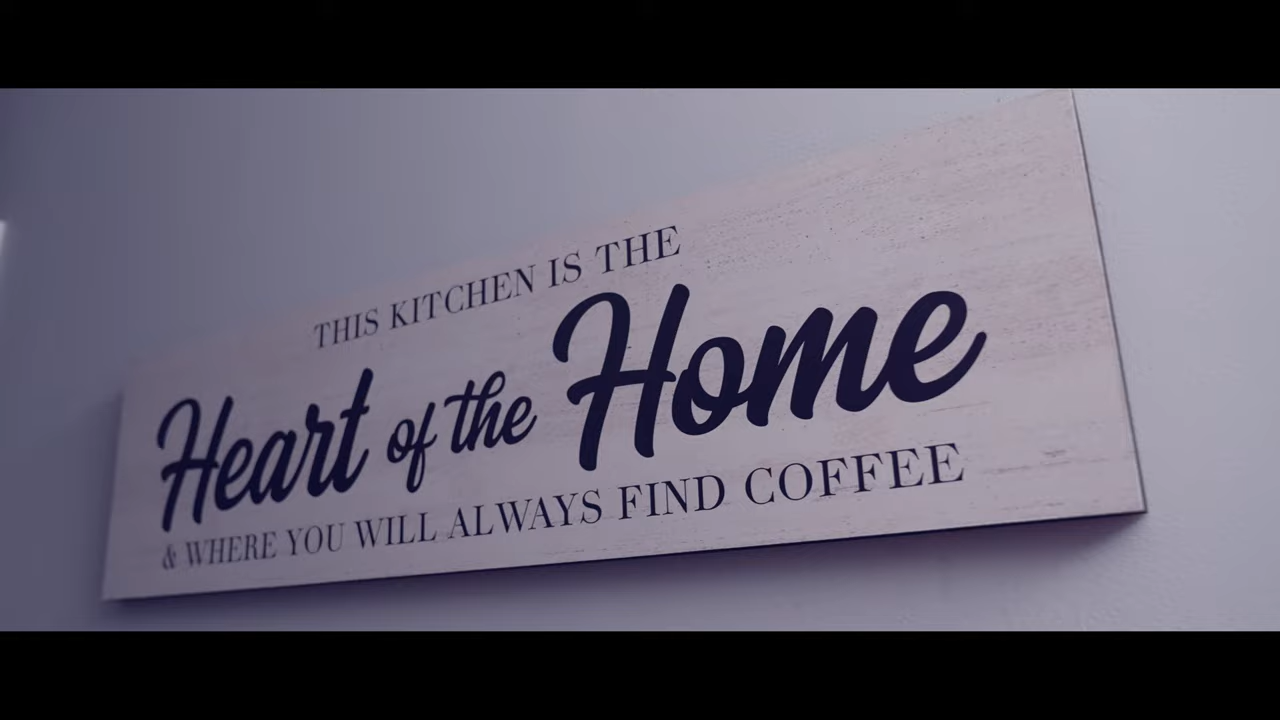 THIS KITCHEN IS THE
Heart of the Home
& WHERE YOU WILL ALWAYS FIND COFFEE